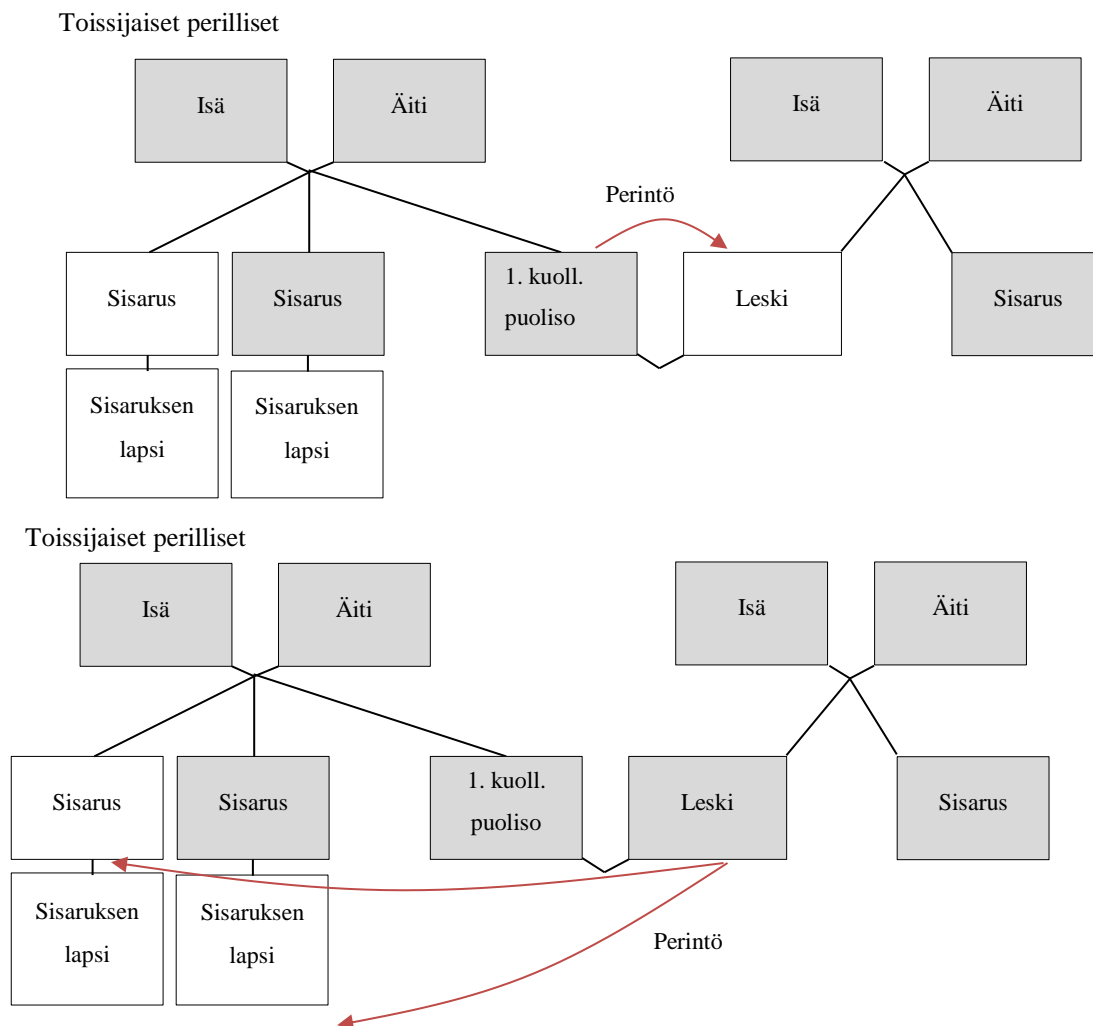 Toissijaiset perilliset
Isä
Äiti
Isä
Äiti
Perintö
Sisarus
Sisarus
1. kuoll.
puoliso
Leski
Sisarus
Sisaruksen
lapsi
Sisaruksen
lapsi
Toissijaiset perilliset
Isä
Äiti
Isä
Äiti
Sisarus
Sisarus
1. kuoll.
puoliso
Leski
Sisarus
Sisaruksen
lapsi
Sisaruksen
lapsi
Perintö